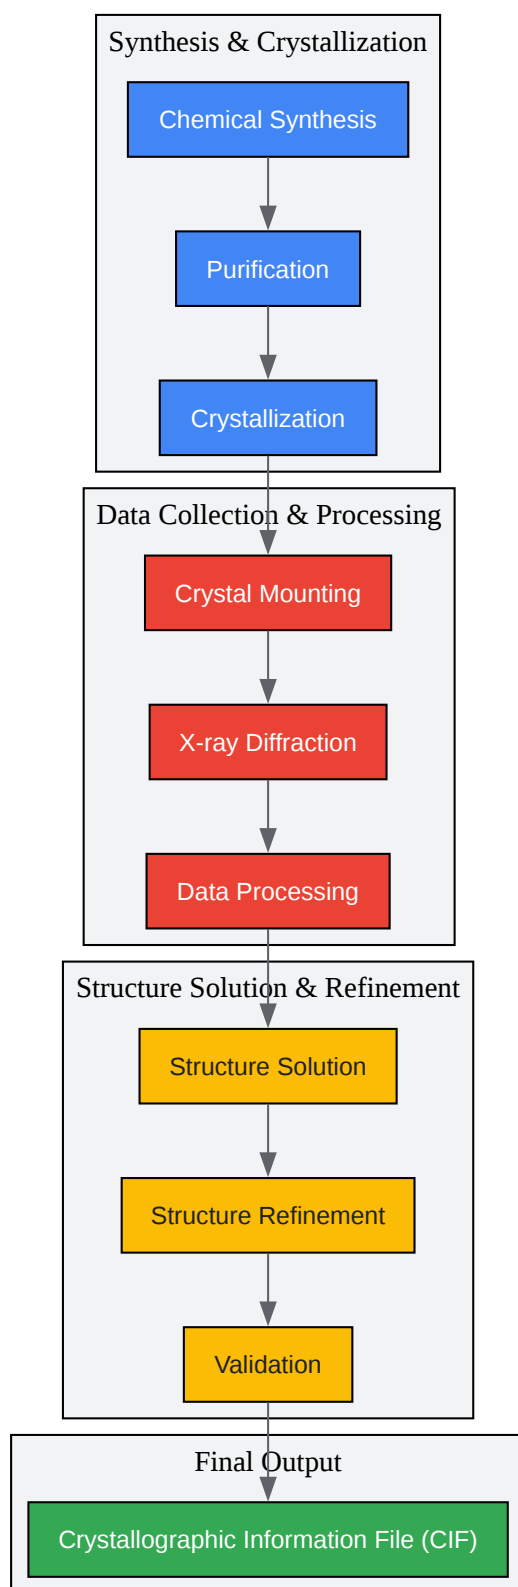 Synthesis & Crystallization
Chemical Synthesis
Purification
Crystallization
Data Collection & Processing
Crystal Mounting
X-ray Diffraction
Data Processing
Structure Solution & Refinement
Structure Solution
Structure Refinement
Validation
Final Output
Crystallographic Information File (CIF)